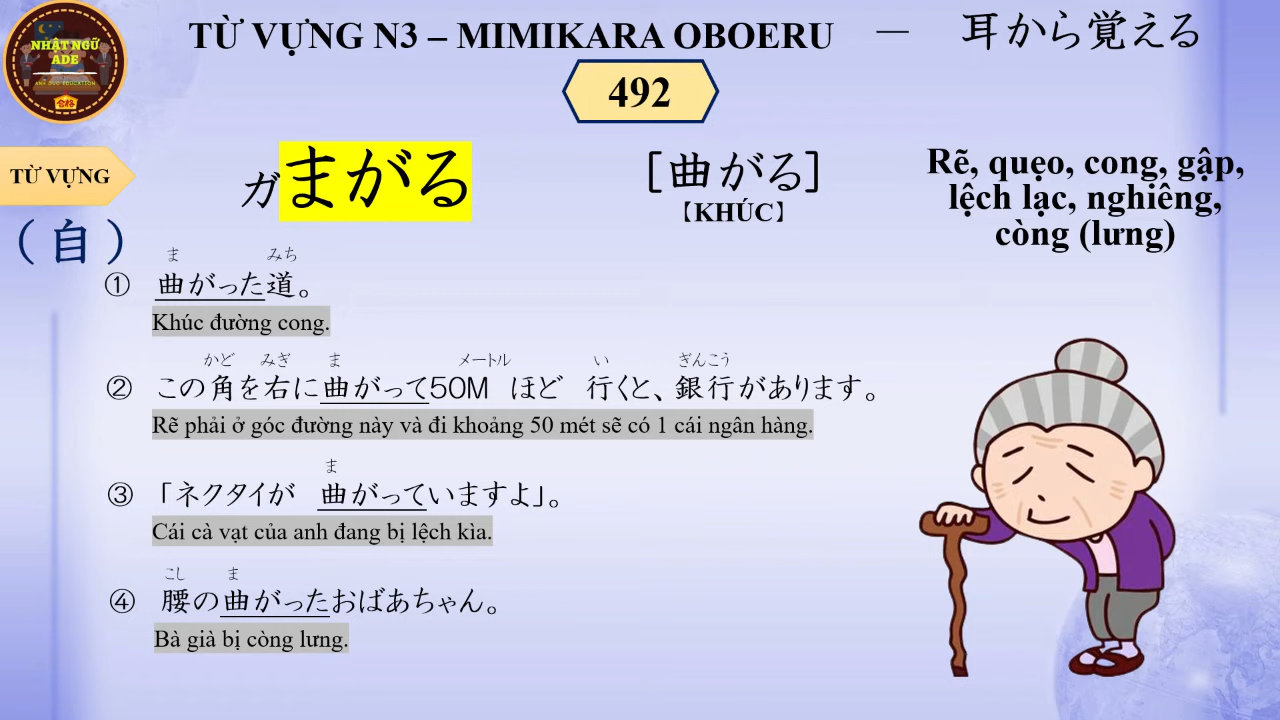 NHẬT NGỮ
ADE
ANH DUC EDUCATION
合格
TỪ VỰNG N3 – MIMIKARA OBOERU － 耳から覚える
492
TỪ VỰNG
(自)
ガまがる
[曲がる]
【KHÚC】
Rẽ, quẹo, cong, gập,
lệch lạc, nghiêng,
còng (lưng)
ま みち
① 曲がった道。
Khúc đường cong.
かど みぎ ま メートル い ぎんこう
② この角を右に曲がって50M ほど 行くと、銀行があります。
Rẽ phải ở góc đường này và đi khoảng 50 mét sẽ có 1 cái ngân hàng.
ま
③ 「ネクタイが 曲がっていますよ」。
Cái cà vạt của anh đang bị lệch kìa.
こし ま
④ 腰の曲がったおばあちゃん。
Bà già bị còng lưng.